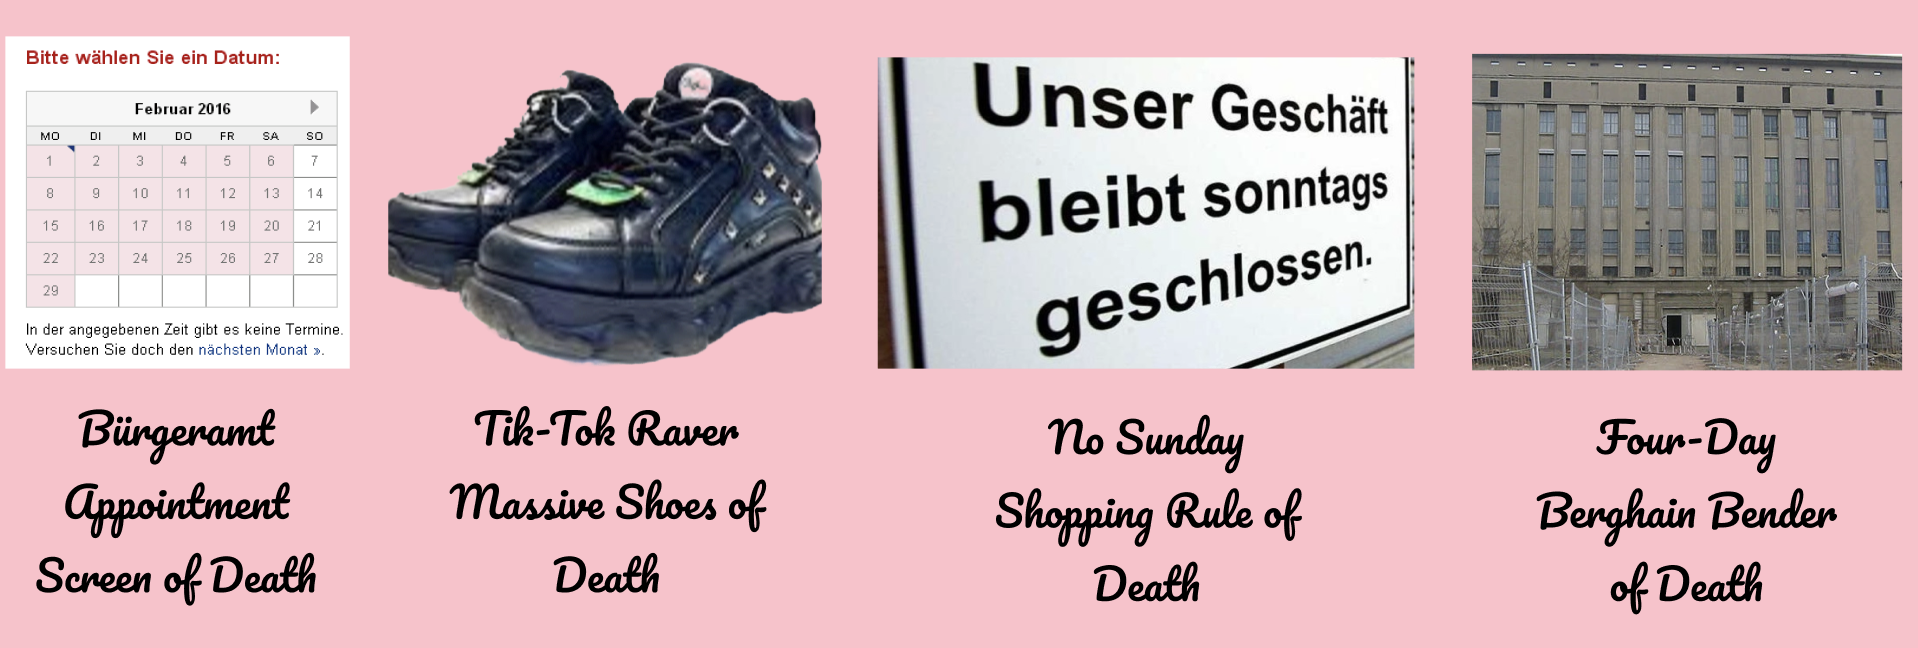 Bitte wählen Sie ein Datum:
Februar 2016
MO DI MI DO FR SA SO
1 2 3 4 5 6 7
8 9 10 11 12 13 14
15 16 17 18 19 20 21
22 23 24 25 26 27 28
29
In der angegebenen Zeit gibt es keine Termine.
Versuchen Sie doch den nächsten Monat ».
Bürgeramt
Appointment
Screen of Death
Tik-Tok Raver
Massive Shoes of
Death
Unser Geschäft
bleibt sonntags
geschlossen.
No Sunday
Shopping Rule of
Death
Four-Day
Berghain Bender
of Death